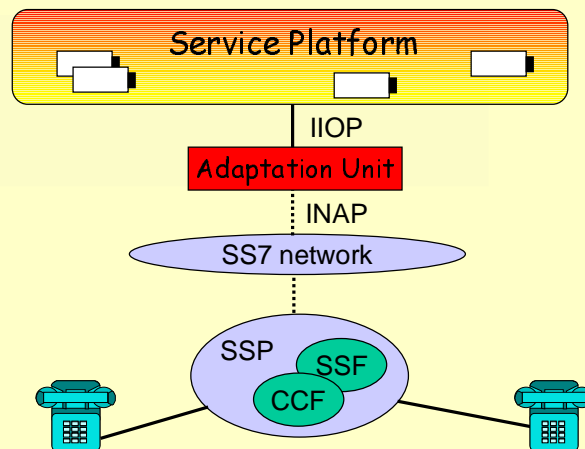 Service Platform
IIOP
Adaptation Unit
INAP
SS7 network
SSP
SSF
CCF